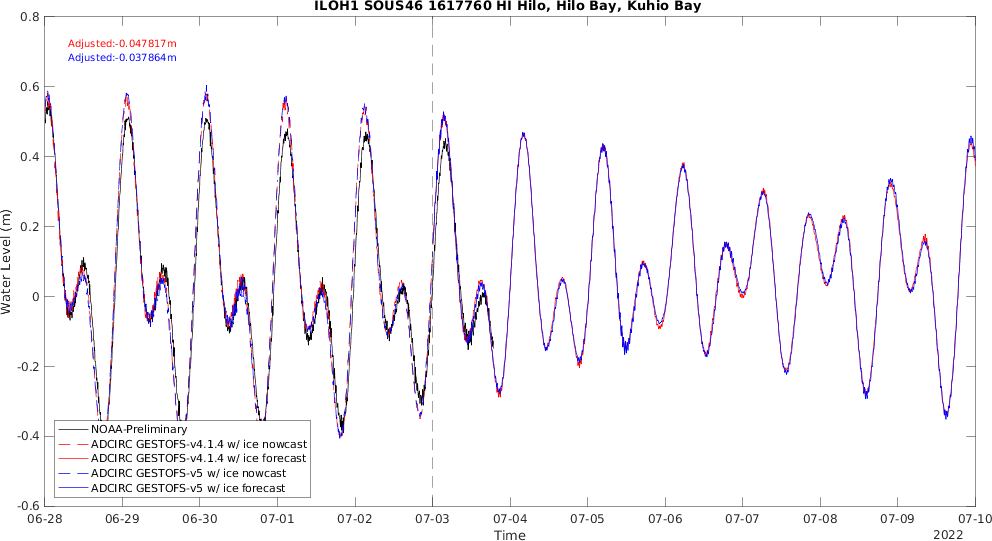 ILOH1 SOUS46 1617760 HI Hilo, Hilo Bay, Kuhio Bay
Adjusted:-0.047817m
Adjusted:-0.037864m
Water Level (m)
0.8
0.6
0.4
0.2
0
-0.2
-0.4
-0.6
NOAA-Preliminary
ADCIRC GESTOFS-v4.1.4 w/ ice nowcast
ADCIRC GESTOFS-v4.1.4 w/ ice forecast
ADCIRC GESTOFS-v5 w/ ice nowcast
ADCIRC GESTOFS-v5 w/ ice forecast
06-28 06-29 06-30 07-01 07-02 07-03 07-04 07-05 07-06 07-07 07-08 07-09 07-10
Time
2022